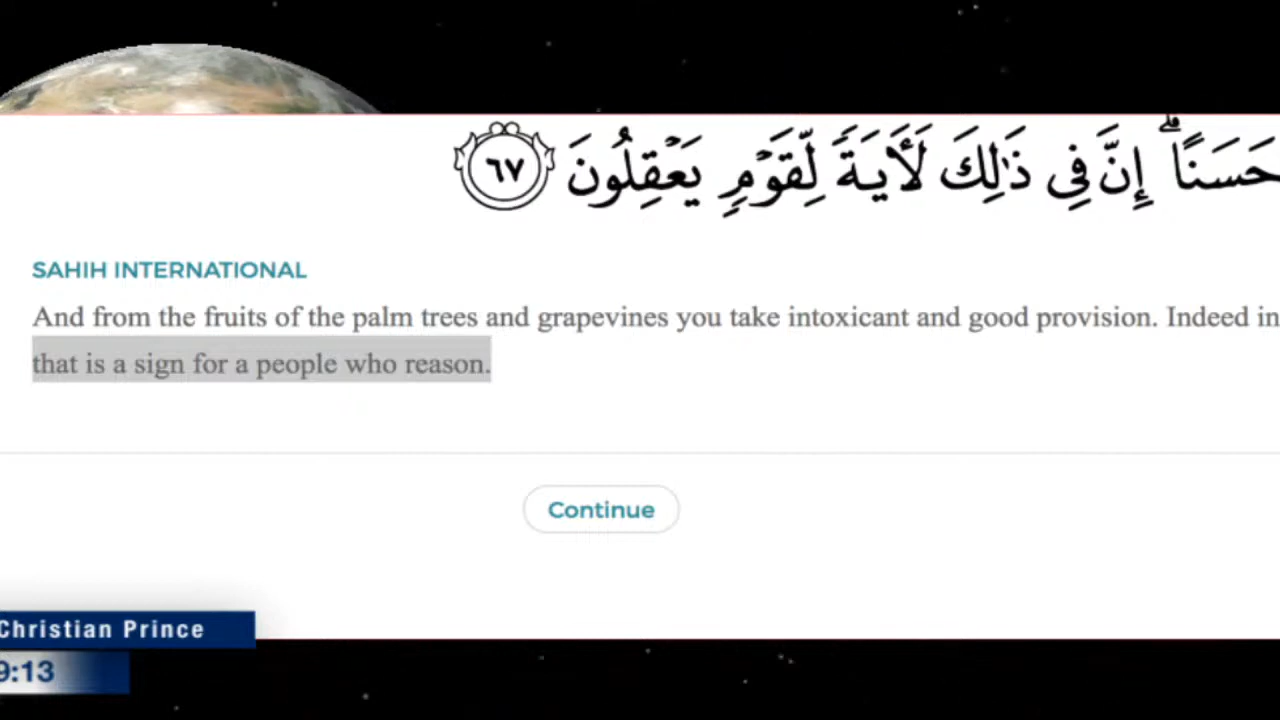 حَسَنًا ۗ إِنَّ فِي ذَٰلِكَ لَـَٔايَةً لِّقَوْمٍ يَعْقِلُونَ ٦٧
SAHIH INTERNATIONAL
And from the fruits of the palm trees and grapevines you take intoxicant and good provision. Indeed in
that is a sign for a people who reason.
Continue
Christian Prince
9:13